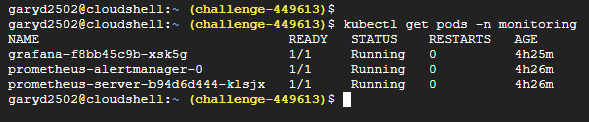 garyd2502@cloudshell:~ (challenge-449613)$
garyd2502@cloudshell:~ (challenge-449613)$ kubectl get pods -n monitoring
NAME READY STATUS RESTARTS AGE
grafana-f8bb45c9b-xsk5g 1/1 Running 0 4h25m
prometheus-alertmanager-0 1/1 Running 0 4h26m
prometheus-server-b94d6d444-klsjx 1/1 Running 0 4h26m
garyd2502@cloudshell:~ (challenge-449613)$